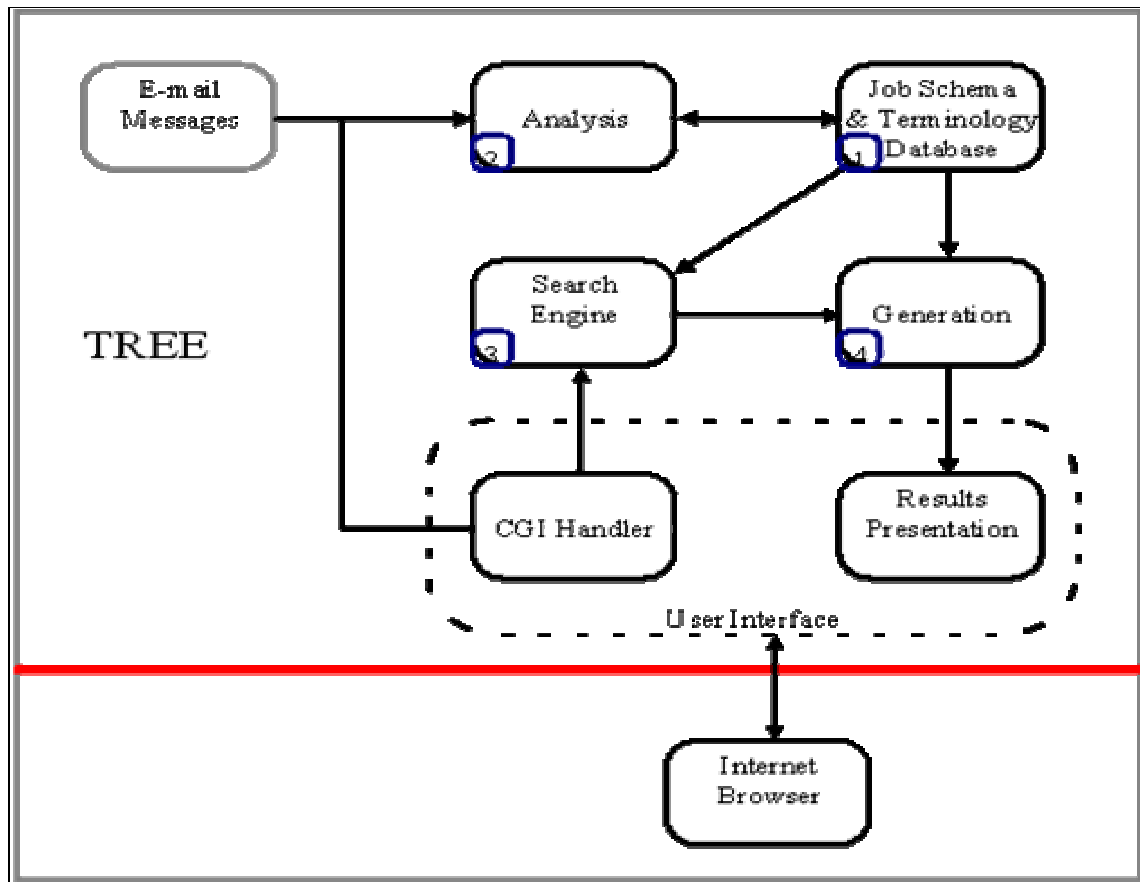 E-mail
Messages
Analysis
2
Job Schema
& Terminology
Database
1
Search
Engine
3
Generation
4
TREE
CGI Handler
Results
Presentation
User Interface
Internet
Browser